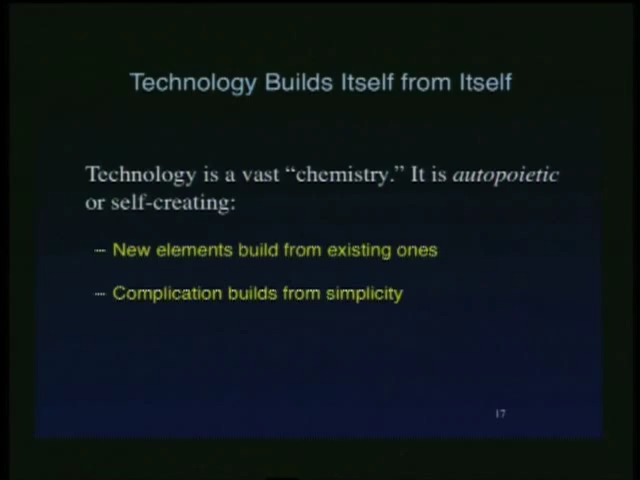 Technology Builds Itself from Itself
Technology is a vast “chemistry.” It is autopoietic
or self-creating:
– New elements build from existing ones
– Complication builds from simplicity
17